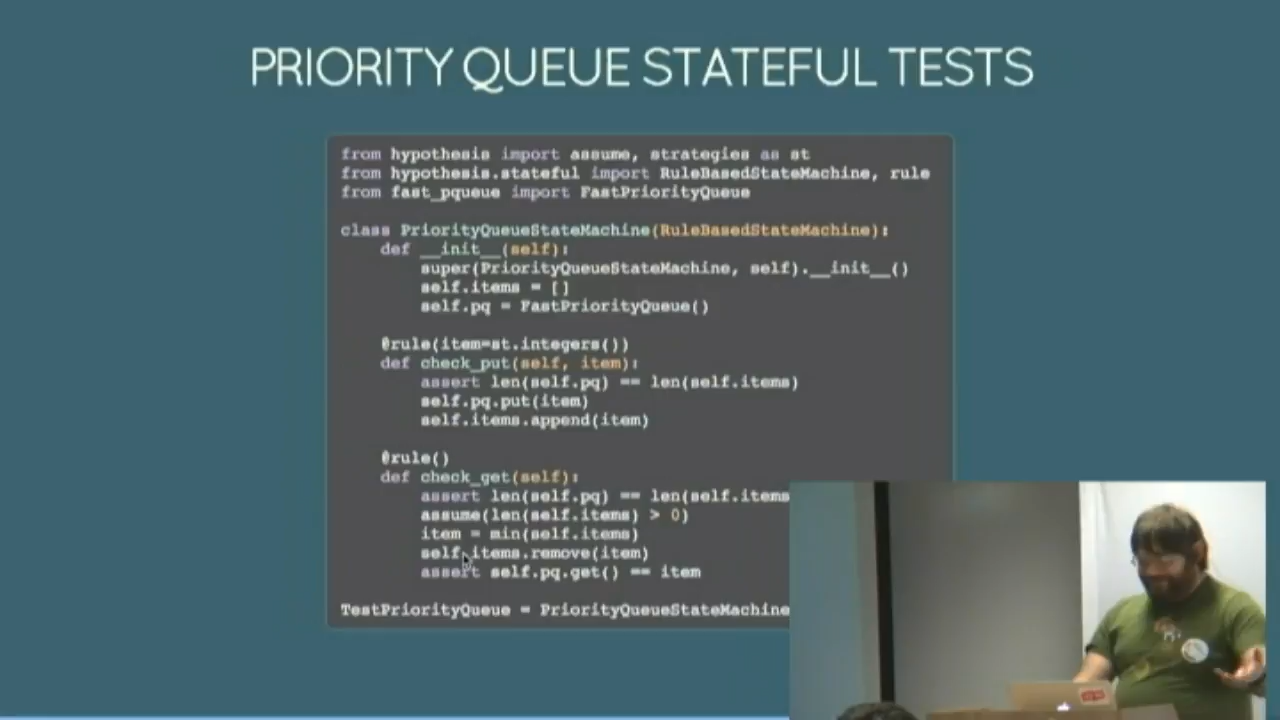 PRIORITY QUEUE STATEFUL TESTS
from hypothesis import assume, strategies as st
from hypothesis.stateful import RuleBasedStateMachine, rule
from fast_pqueue import FastPriorityQueue
class PriorityQueueStateMachine(RuleBasedStateMachine):
def __init__(self):
super(PriorityQueueStateMachine, self).__init__()
self.items = []
self.pq = FastPriorityQueue()
@rule(item=st.integers())
def check_put(self, item):
assert len(self.pq) == len(self.items)
self.pq.put(item)
self.items.append(item)
@rule()
def check_get(self):
assert len(self.pq) == len(self.items
assume(len(self.items) > 0)
item = min(self.items)
self.items.remove(item)
assert self.pq.get() == item
TestPriorityQueue = PriorityQueueStateMachine